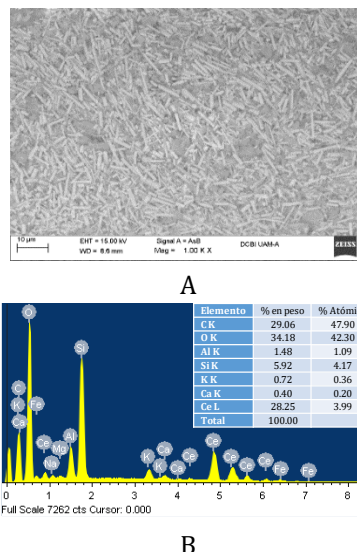 10 µm
EHT = 15.00 kV
Signal A = AsB
DCBI UAM-A
ZEISS
WD = 6.6 mm
Mag = 1.00 K X
A
Elemento % en peso % Atómi
C K 29.06 47.90
O K 34.18 42.30
Al K 1.48 1.09
Si K 5.92 4.17
K K 0.72 0.36
Ca K 0.40 0.20
Ce L 28.25 3.99
Total 100.00
O
Si
C
K Fe
Ca
Ce Mg Al
Na
K Ca Ce
K Ca Ce
Ce
Ce
Ce Ce
Fe Fe
0 1 2 3 4 5 6 7 8
Full Scale 7262 cts Cursor: 0.000
B